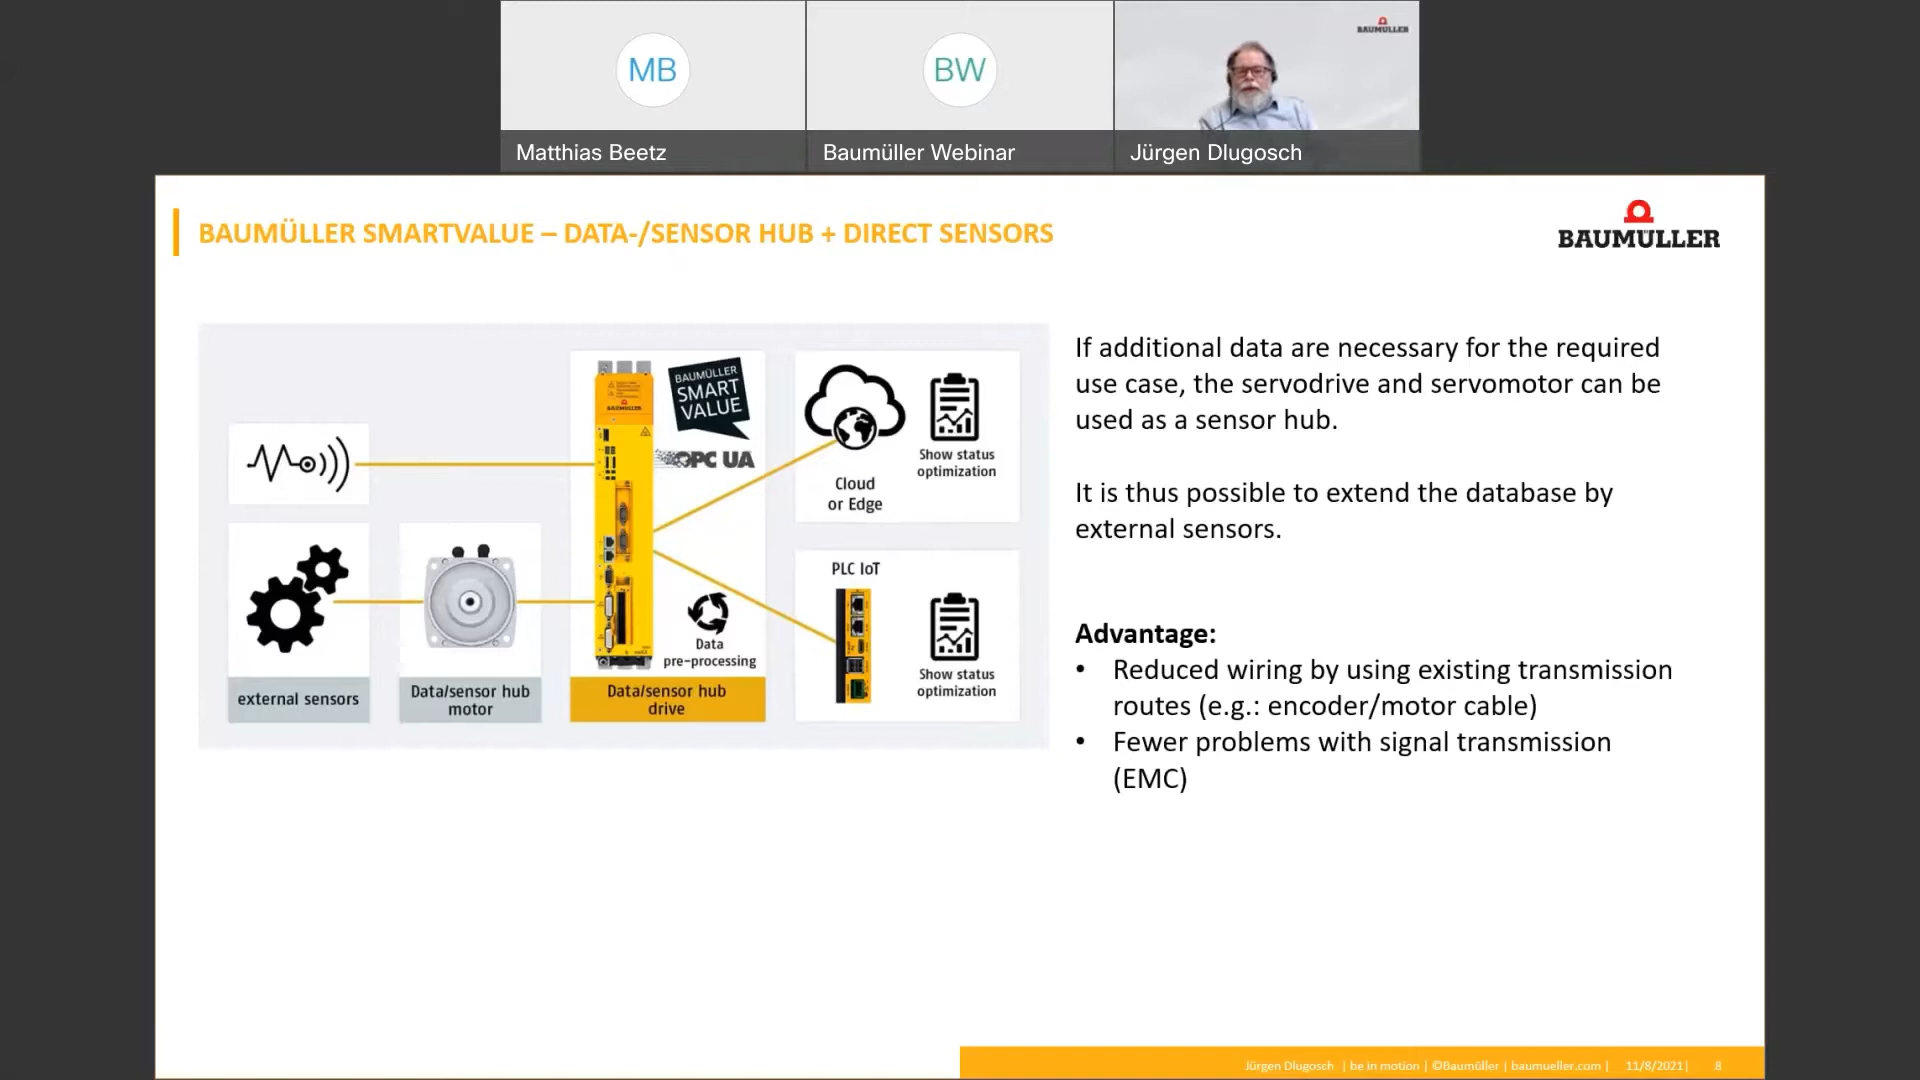 MB
BW
BAUMÜLLER
Matthias Beetz
Baumüller Webinar
Jürgen Dlugosch
BAUMÜLLER SMARTVALUE – DATA-/SENSOR HUB + DIRECT SENSORS
BAUMÜLLER
BAUMÜLLER
BAUMÜLLER
SMART
VALUE
OPC UA
Cloud
or Edge
Show status
optimization
PLC IoT
Data
pre-processing
Show status
optimization
external sensors
Data/sensor hub
motor
Data/sensor hub
drive
If additional data are necessary for the required
use case, the servodrive and servomotor can be
used as a sensor hub.
It is thus possible to extend the database by
external sensors.
Advantage:
• Reduced wiring by using existing transmission
routes (e.g.: encoder/motor cable)
• Fewer problems with signal transmission
(EMC)
Jürgen Dlugosch | be in motion | ©Baumüller | baumueller.com | 11/8/2021| 8